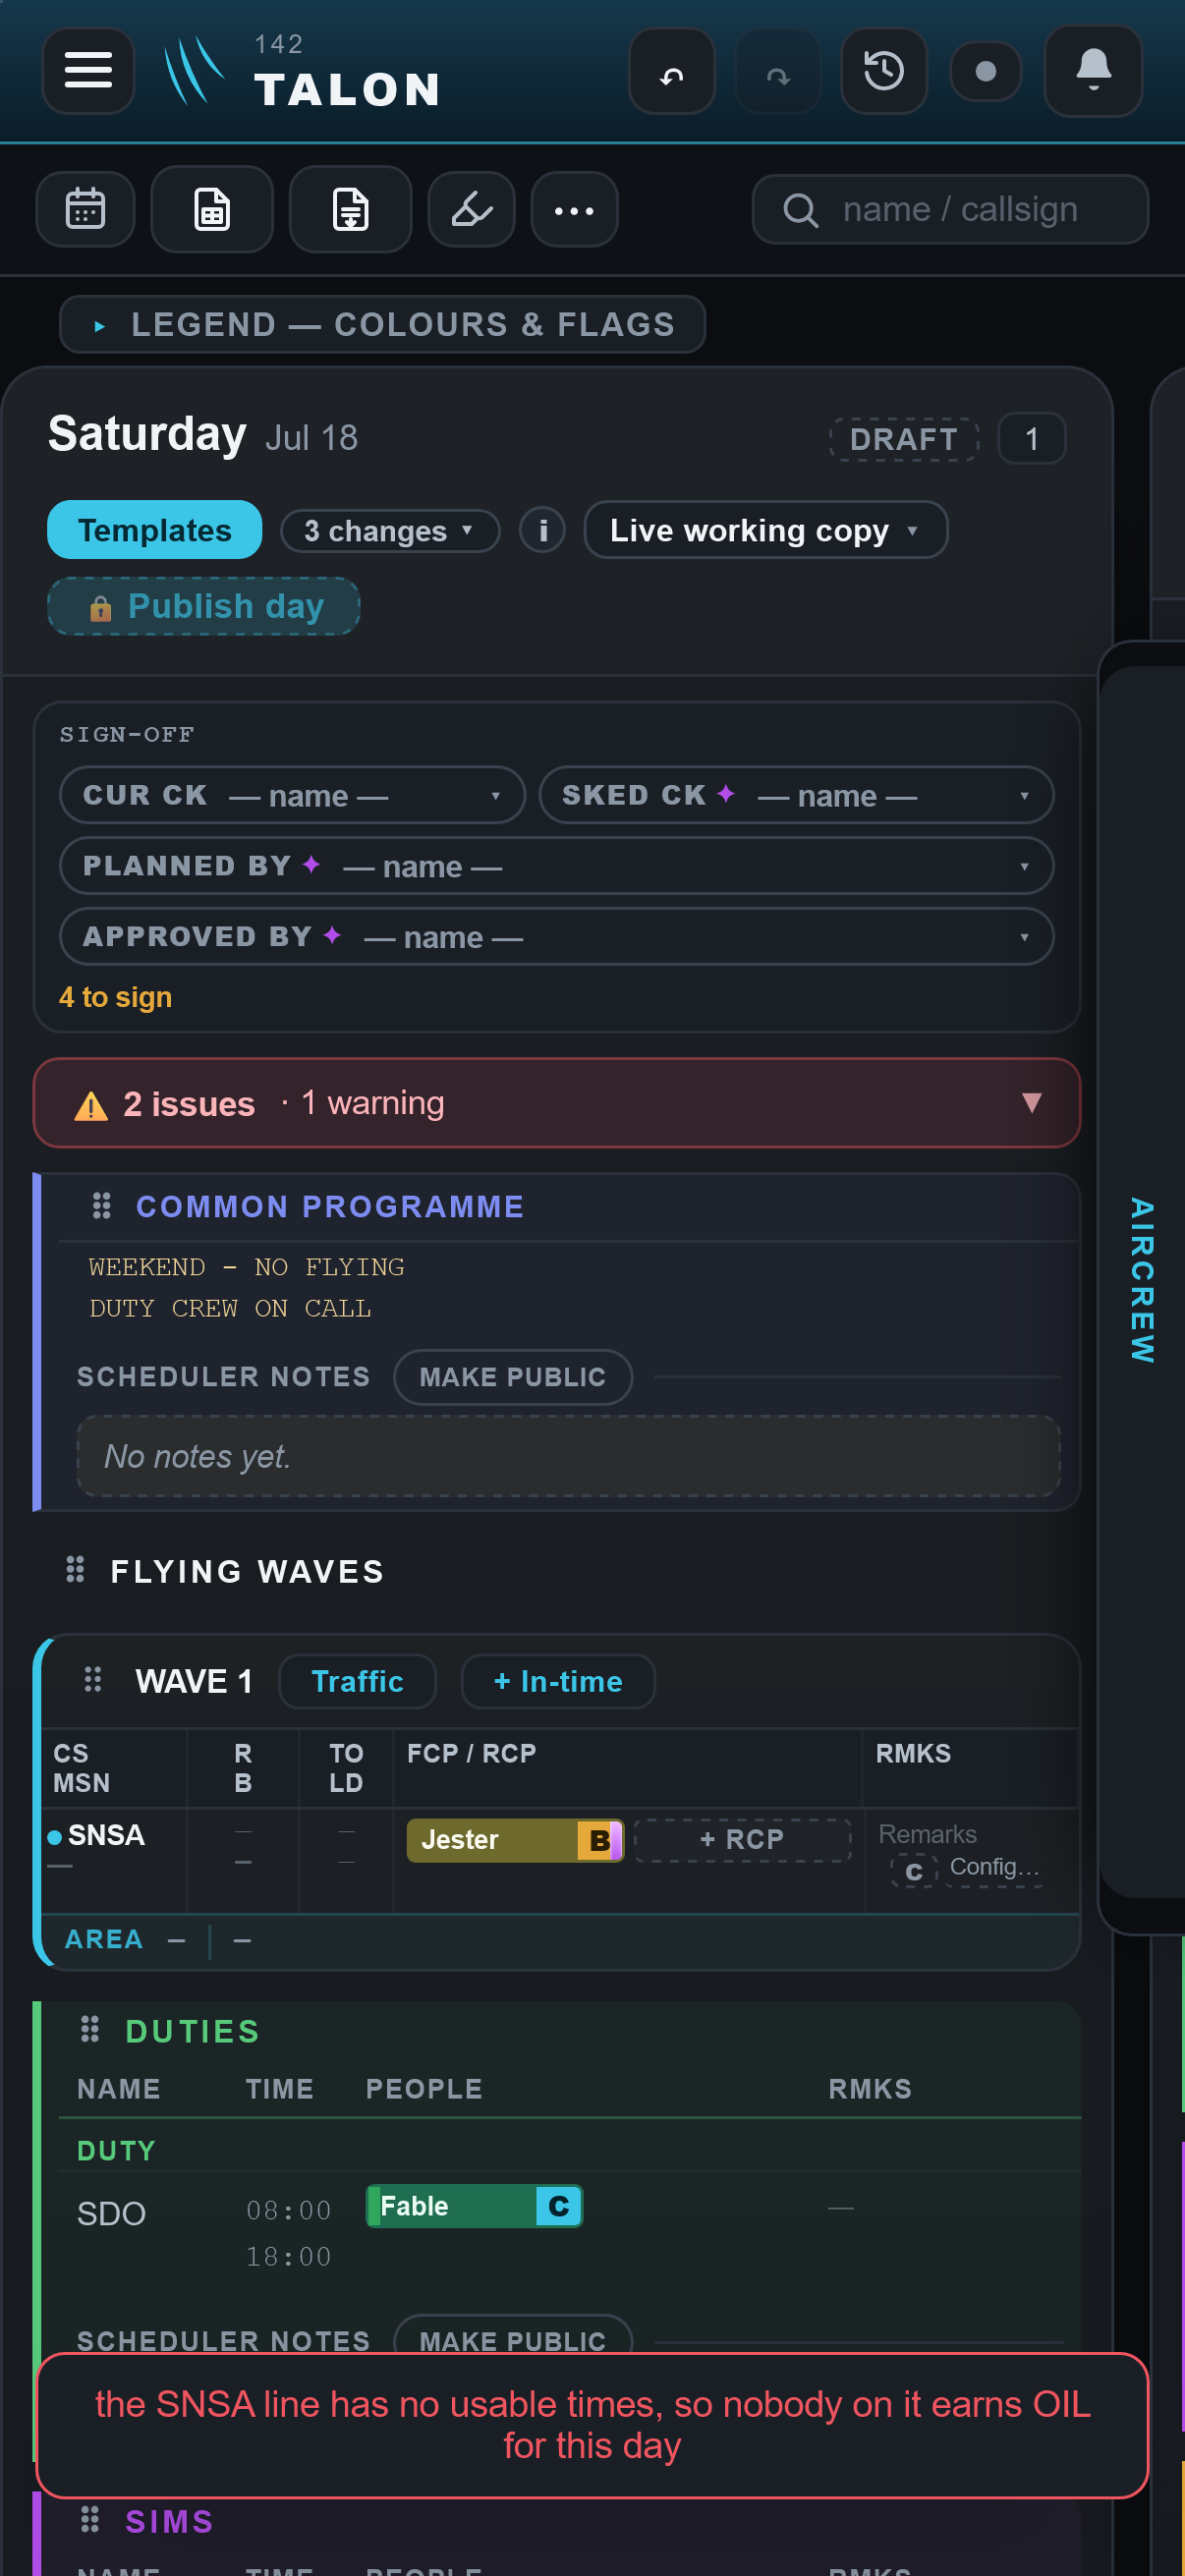 142
TALON
name / callsign
▸ LEGEND — COLOURS & FLAGS
Saturday Jul 18 DRAFT 1
Templates 3 changes ▾ i Live working copy ▾
Publish day
SIGN-OFF
CUR CK — name — ▾ SKED CK ✦ — name — ▾
PLANNED BY ✦ — name — ▾
APPROVED BY ✦ — name — ▾
4 to sign
⚠ 2 issues · 1 warning ▼
COMMON PROGRAMME
WEEKEND - NO FLYING
DUTY CREW ON CALL
SCHEDULER NOTES MAKE PUBLIC
No notes yet.
AIRCREW
FLYING WAVES
WAVE 1 Traffic + In-time
CS R TO FCP / RCP RMKS
MSN B LD
SNSA — — Jester B + RCP Remarks
— — — C Config…
AREA – –
DUTIES
NAME TIME PEOPLE RMKS
DUTY
SDO 08:00 Fable C —
18:00
SCHEDULER NOTES MAKE PUBLIC
the SNSA line has no usable times, so nobody on it earns OIL
for this day
SIMS
NAME TIME PEOPLE RMKS